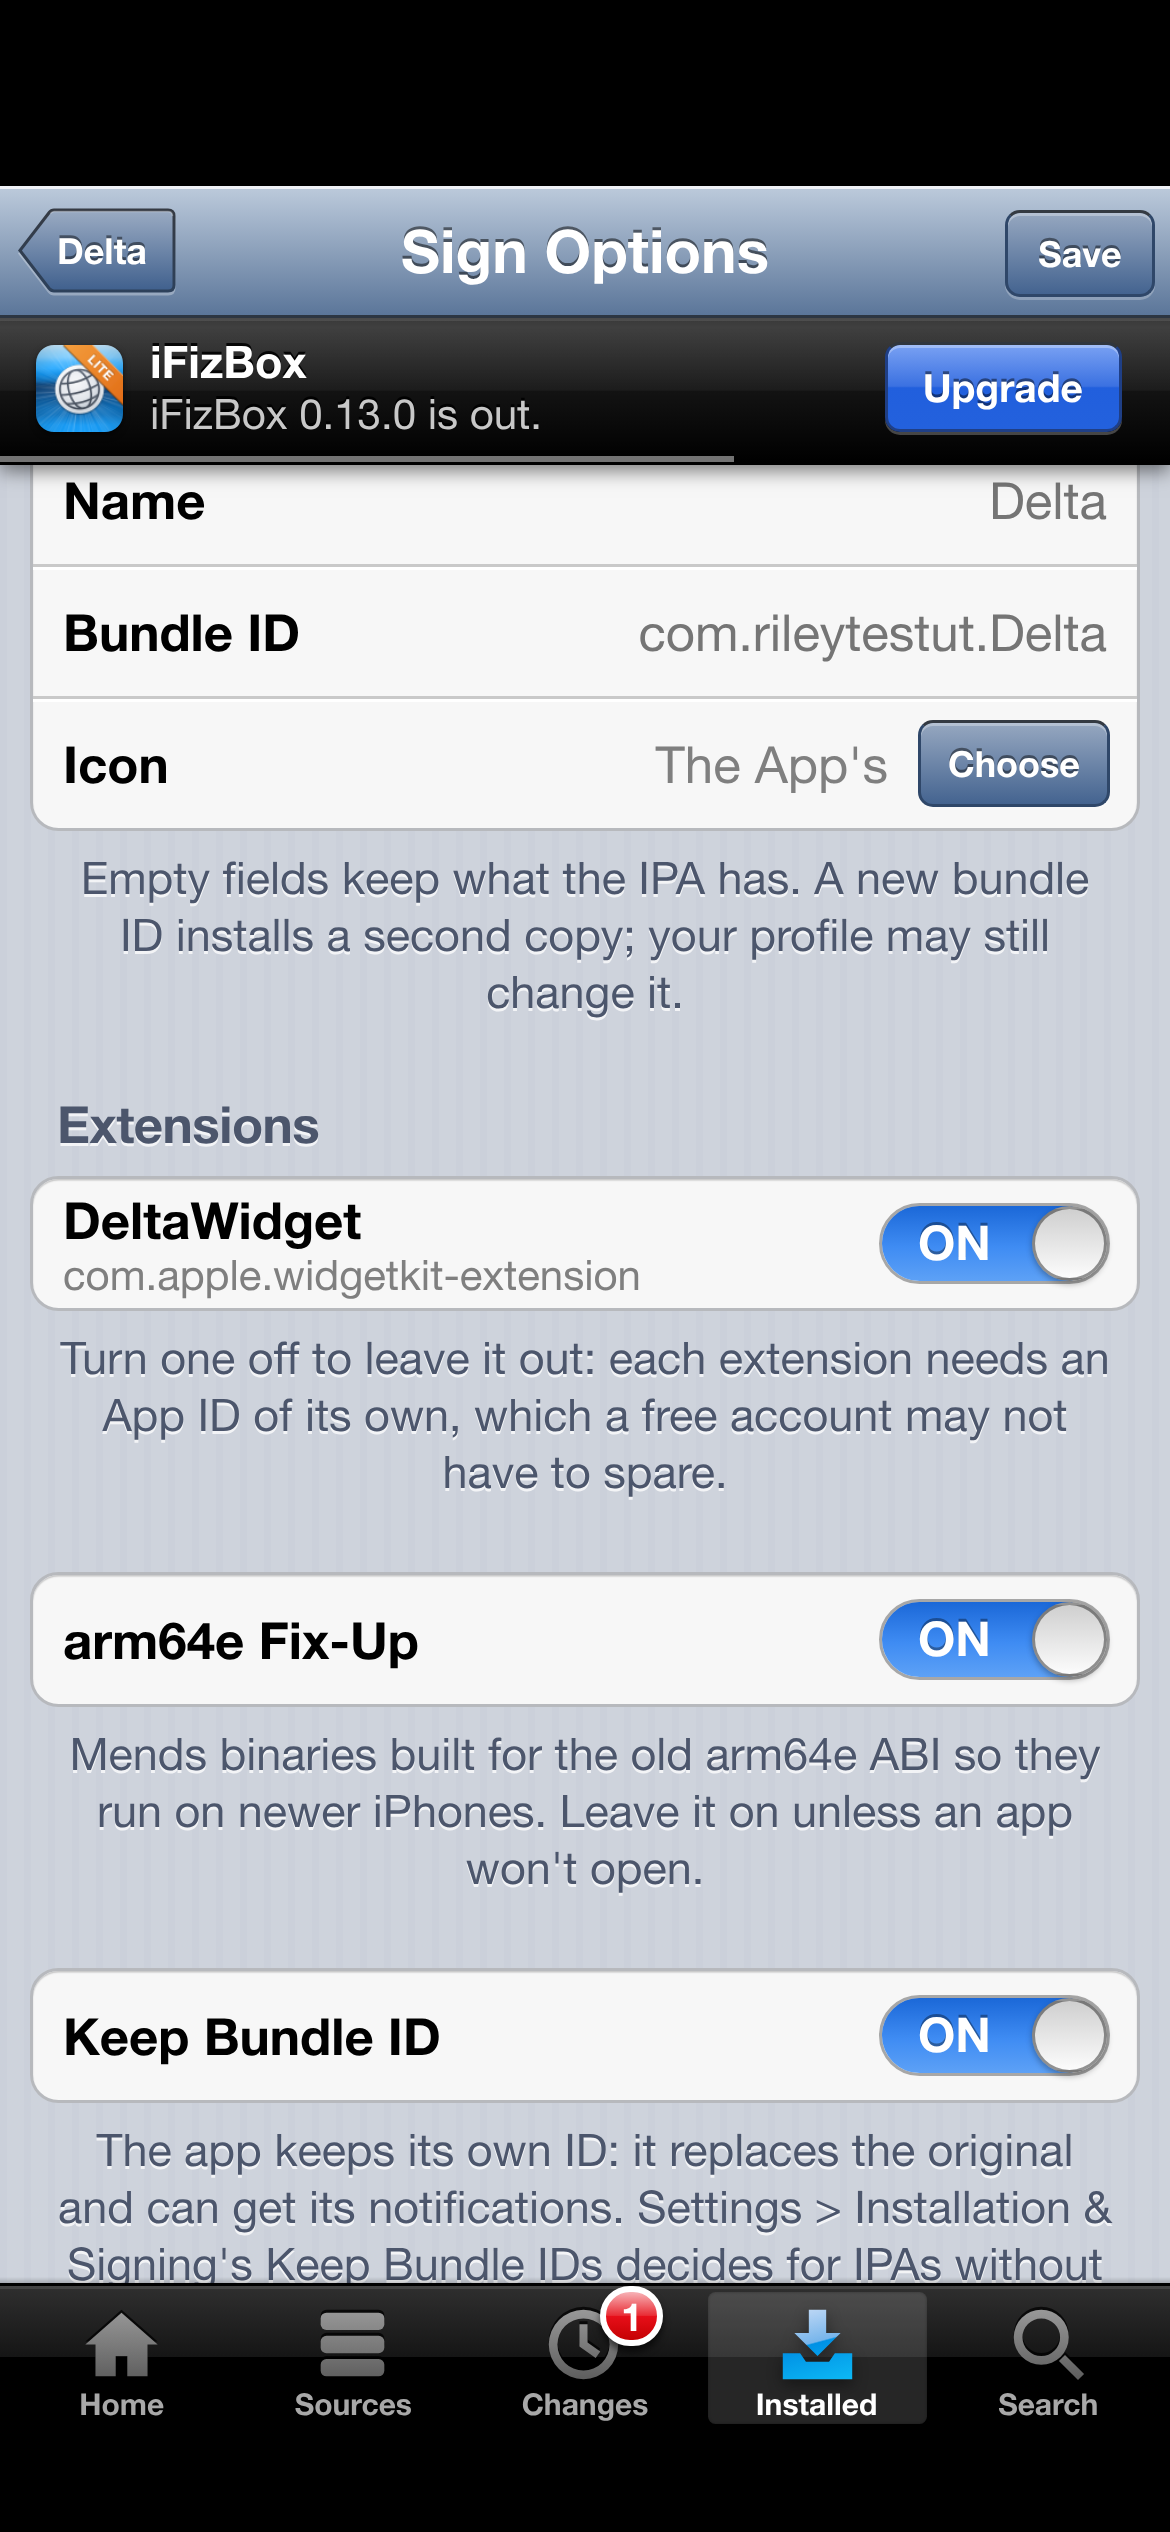 Delta
Sign Options
Save
LITE
iFizBox
iFizBox 0.13.0 is out.
Upgrade
Name
Delta
Bundle ID
com.rileytestut.Delta
Icon
The App's
Choose
Empty fields keep what the IPA has. A new bundle
ID installs a second copy; your profile may still
change it.
Extensions
DeltaWidget
com.apple.widgetkit-extension
ON
Turn one off to leave it out: each extension needs an
App ID of its own, which a free account may not
have to spare.
arm64e Fix-Up
ON
Mends binaries built for the old arm64e ABI so they
run on newer iPhones. Leave it on unless an app
won't open.
Keep Bundle ID
ON
The app keeps its own ID: it replaces the original
and can get its notifications. Settings > Installation &
Signing's Keep Bundle IDs decides for IPAs without
1
Home
Sources
Changes
Installed
Search